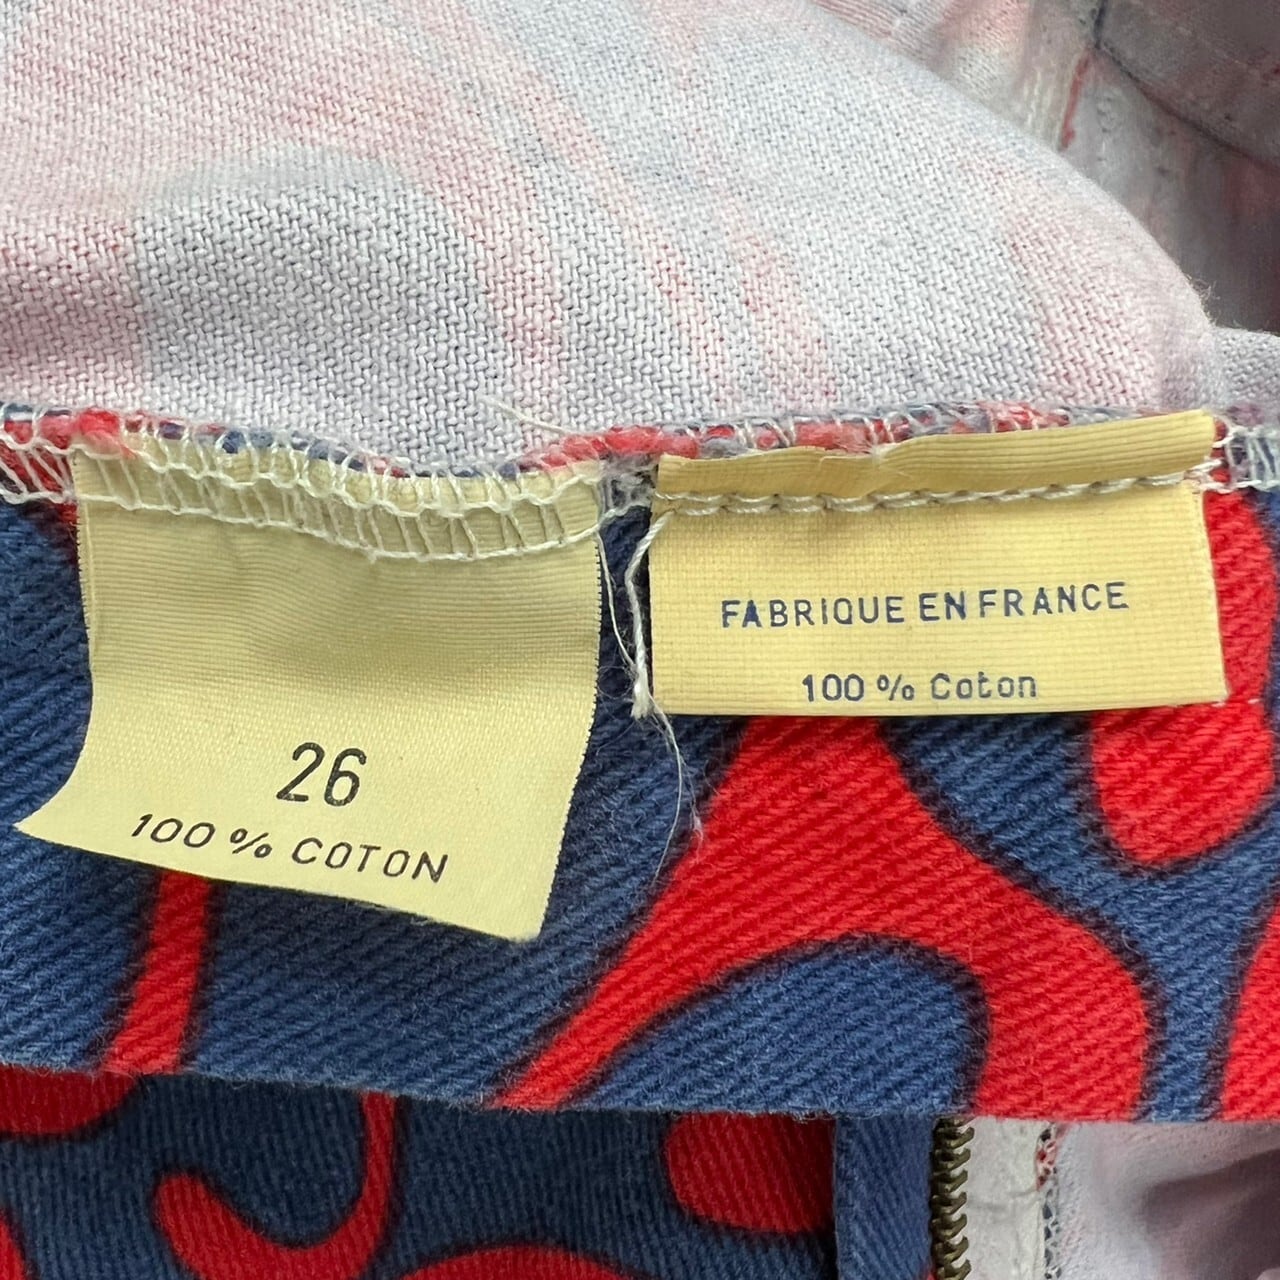 26
100 % COTON
FABRIQUE EN FRANCE
100 % Coton